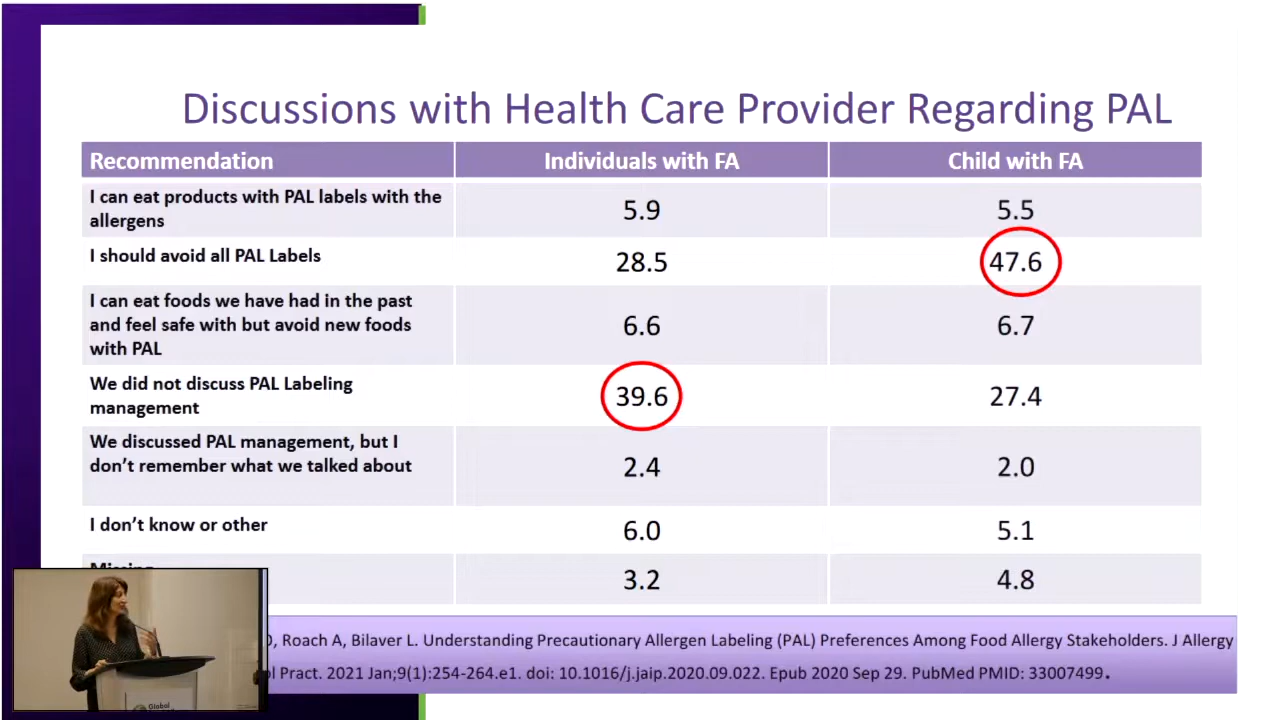 Discussions with Health Care Provider Regarding PAL
Recommendation Individuals with FA Child with FA
I can eat products with PAL labels with the
allergens
5.9 5.5
I should avoid all PAL Labels 28.5 47.6
I can eat foods we have had in the past
and feel safe with but avoid new foods
with PAL
6.6 6.7
We did not discuss PAL Labeling
management
39.6 27.4
We discussed PAL management, but I
don’t remember what we talked about
2.4 2.0
I don’t know or other 6.0 5.1
Missing 3.2 4.8
Roach A, Bilaver L. Understanding Precautionary Allergen Labeling (PAL) Preferences Among Food Allergy Stakeholders. J Allergy
Pract. 2021 Jan;9(1):254-264.e1. doi: 10.1016/j.jaip.2020.09.022. Epub 2020 Sep 29. PubMed PMID: 33007499.
Global